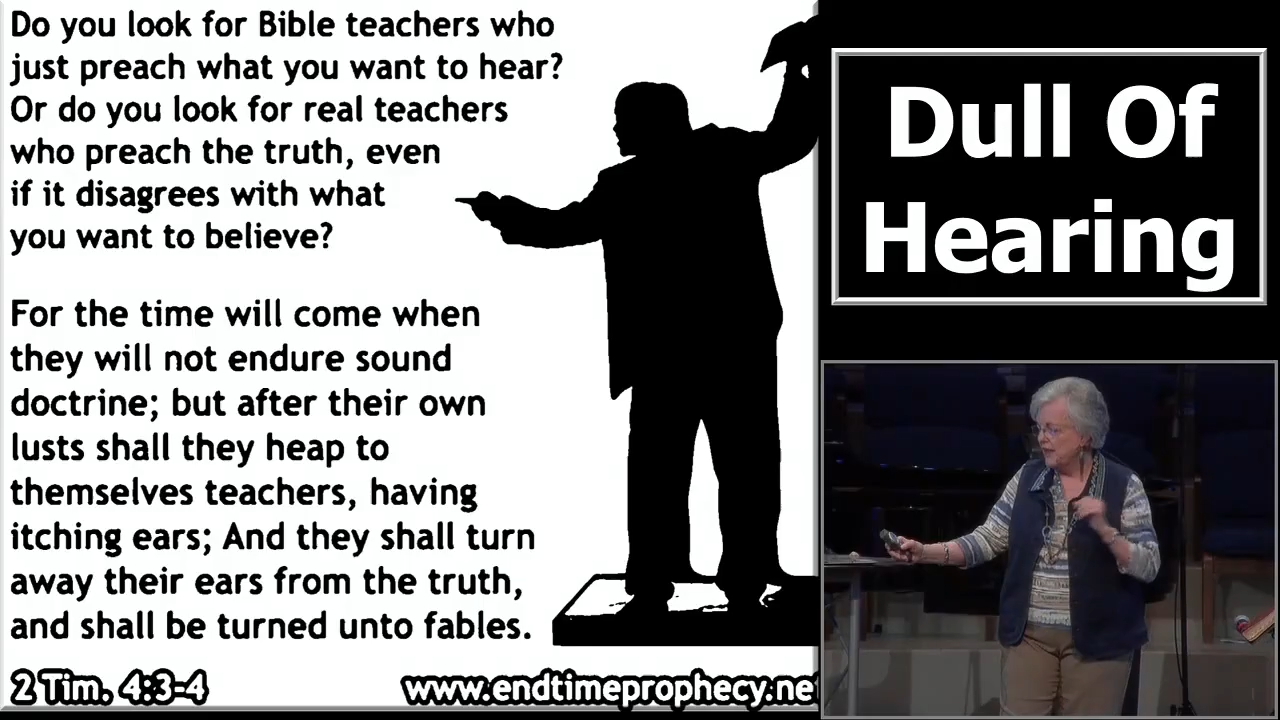 Do you look for Bible teachers who
just preach what you want to hear?
Or do you look for real teachers
who preach the truth, even
if it disagrees with what
you want to believe?
For the time will come when
they will not endure sound
doctrine; but after their own
lusts shall they heap to
themselves teachers, having
itching ears; And they shall turn
away their ears from the truth,
and shall be turned unto fables.
2 Tim. 4:3-4
www.endtimeprophecy.net
Dull Of
Hearing